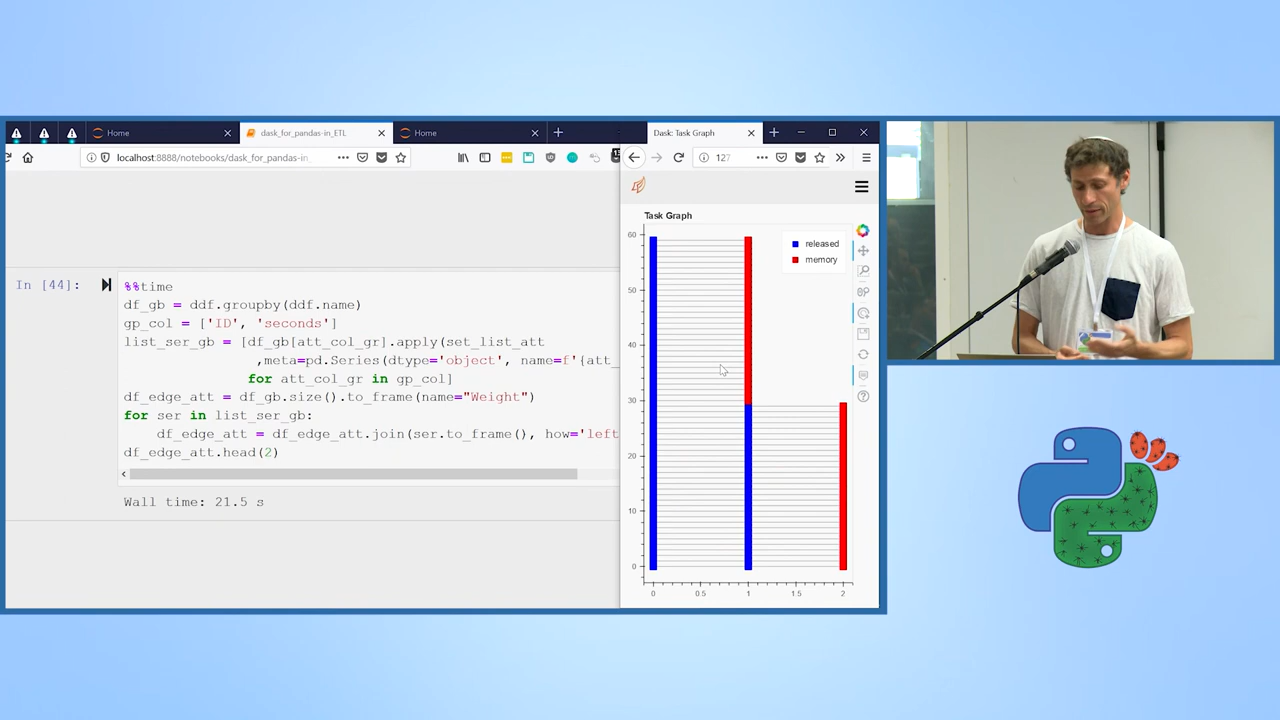 Home
dask_for_pandas-in_ETL
Home
Dask: Task Graph
localhost:8888/notebooks/dask_for_pandas-in
127
Task Graph
released
memory
60
50
40
30
20
10
0
0
0.5
1
1.5
2
In [44]:
%%time
df_gb = ddf.groupby(ddf.name)
gp_col = ['ID', 'seconds']
list_ser_gb = [df_gb[att_col_gr].apply(set_list_att
,meta=pd.Series(dtype='object', name=f'{att_
for att_col_gr in gp_col]
df_edge_att = df_gb.size().to_frame(name="Weight")
for ser in list_ser_gb:
df_edge_att = df_edge_att.join(ser.to_frame(), how='left
df_edge_att.head(2)
Wall time: 21.5 s